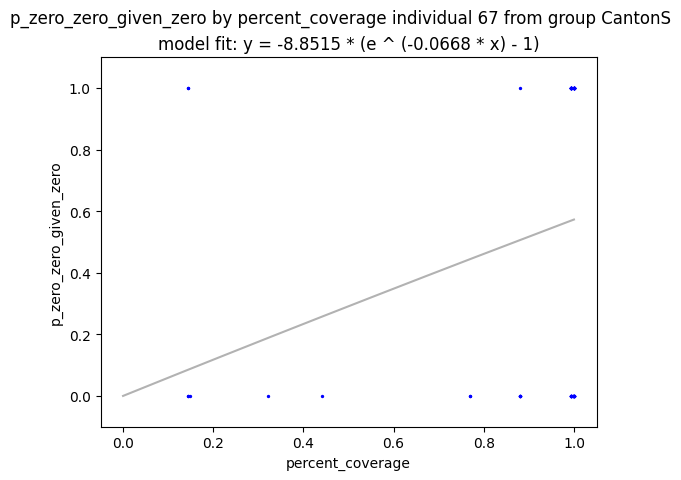 p_zero_zero_given_zero by percent_coverage individual 67 from group CantonS
model fit: y = -8.8515 * (e ^ (-0.0668 * x) - 1)
1.0
0.8
0.6
0.4
0.2
0.0
p_zero_zero_given_zero
0.0 0.2 0.4 0.6 0.8 1.0
percent_coverage